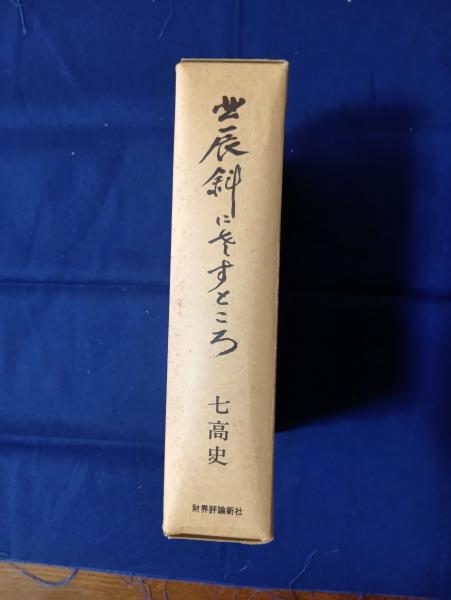 北辰斜にさすところ
七高史
財界評論新社